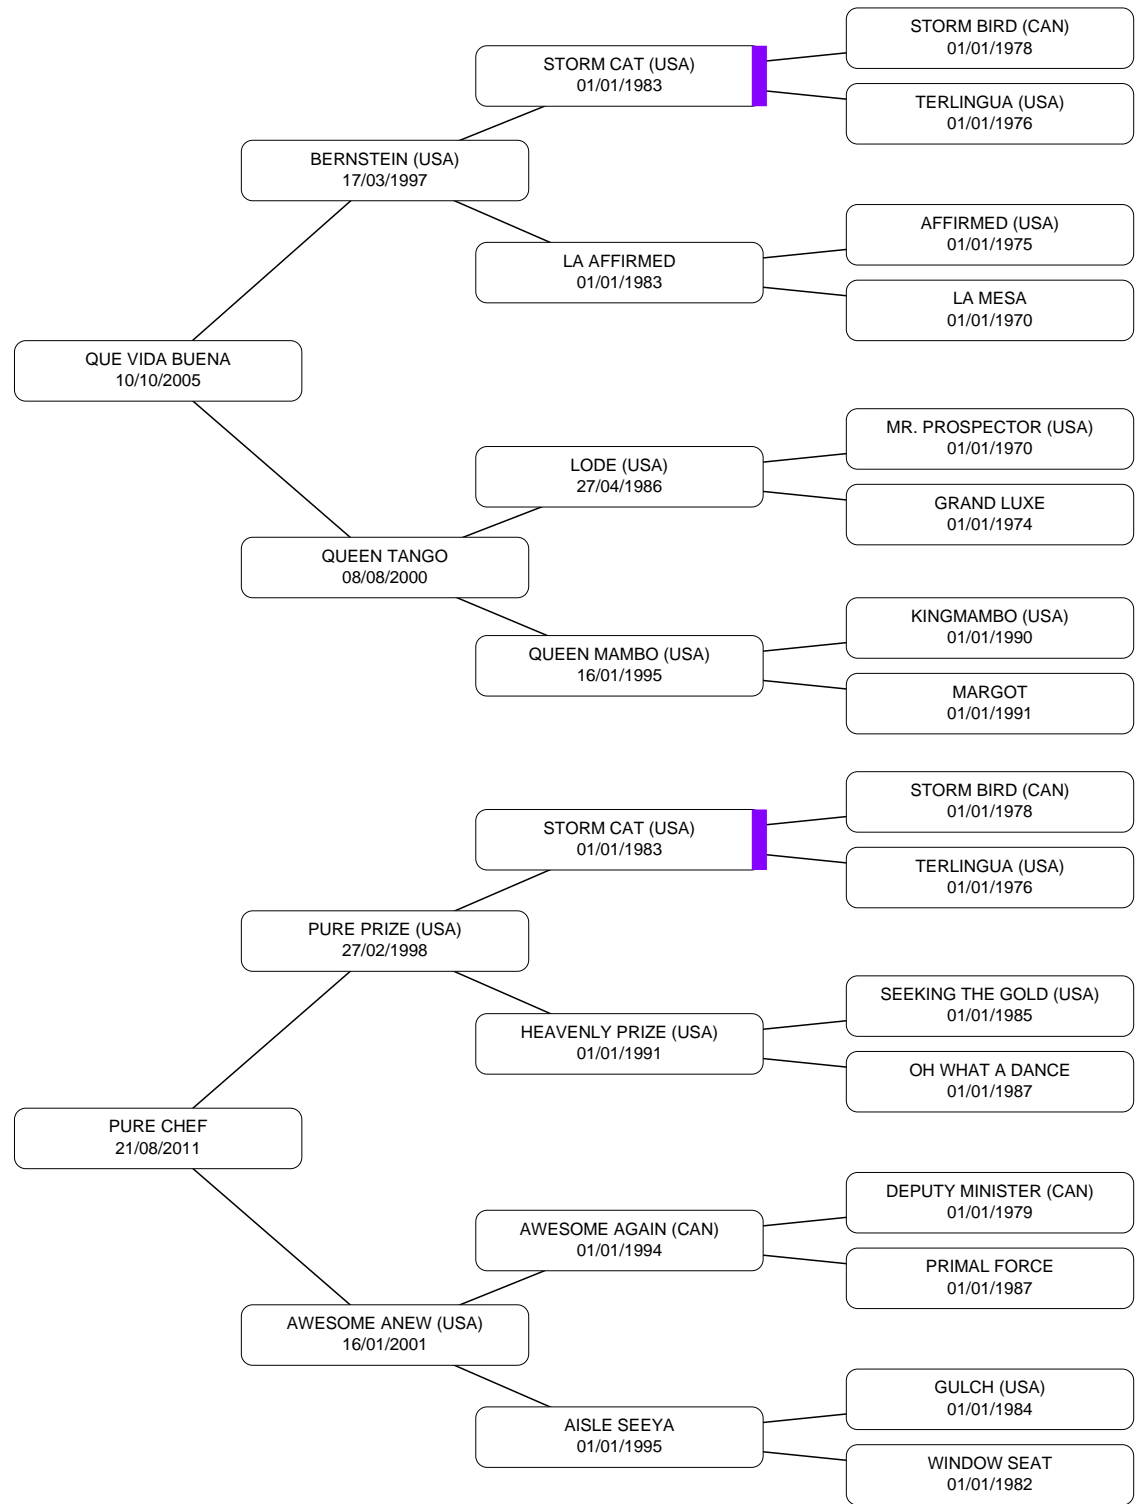 STORM BIRD (CAN)
01/01/1978
STORM CAT (USA)
01/01/1983
TERLINGUA (USA)
01/01/1976
BERNSTEIN (USA)
17/03/1997
AFFIRMED (USA)
01/01/1975
LA AFFIRMED
01/01/1983
LA MESA
01/01/1970
QUE VIDA BUENA
10/10/2005
MR. PROSPECTOR (USA)
01/01/1970
LODE (USA)
27/04/1986
GRAND LUXE
01/01/1974
QUEEN TANGO
08/08/2000
KINGMAMBO (USA)
01/01/1990
QUEEN MAMBO (USA)
16/01/1995
MARGOT
01/01/1991
STORM BIRD (CAN)
01/01/1978
STORM CAT (USA)
01/01/1983
TERLINGUA (USA)
01/01/1976
PURE PRIZE (USA)
27/02/1998
SEEKING THE GOLD (USA)
01/01/1985
HEAVENLY PRIZE (USA)
01/01/1991
OH WHAT A DANCE
01/01/1987
PURE CHEF
21/08/2011
DEPUTY MINISTER (CAN)
01/01/1979
AWESOME AGAIN (CAN)
01/01/1994
PRIMAL FORCE
01/01/1987
AWESOME ANEW (USA)
16/01/2001
GULCH (USA)
01/01/1984
AISLE SEEYA
01/01/1995
WINDOW SEAT
01/01/1982